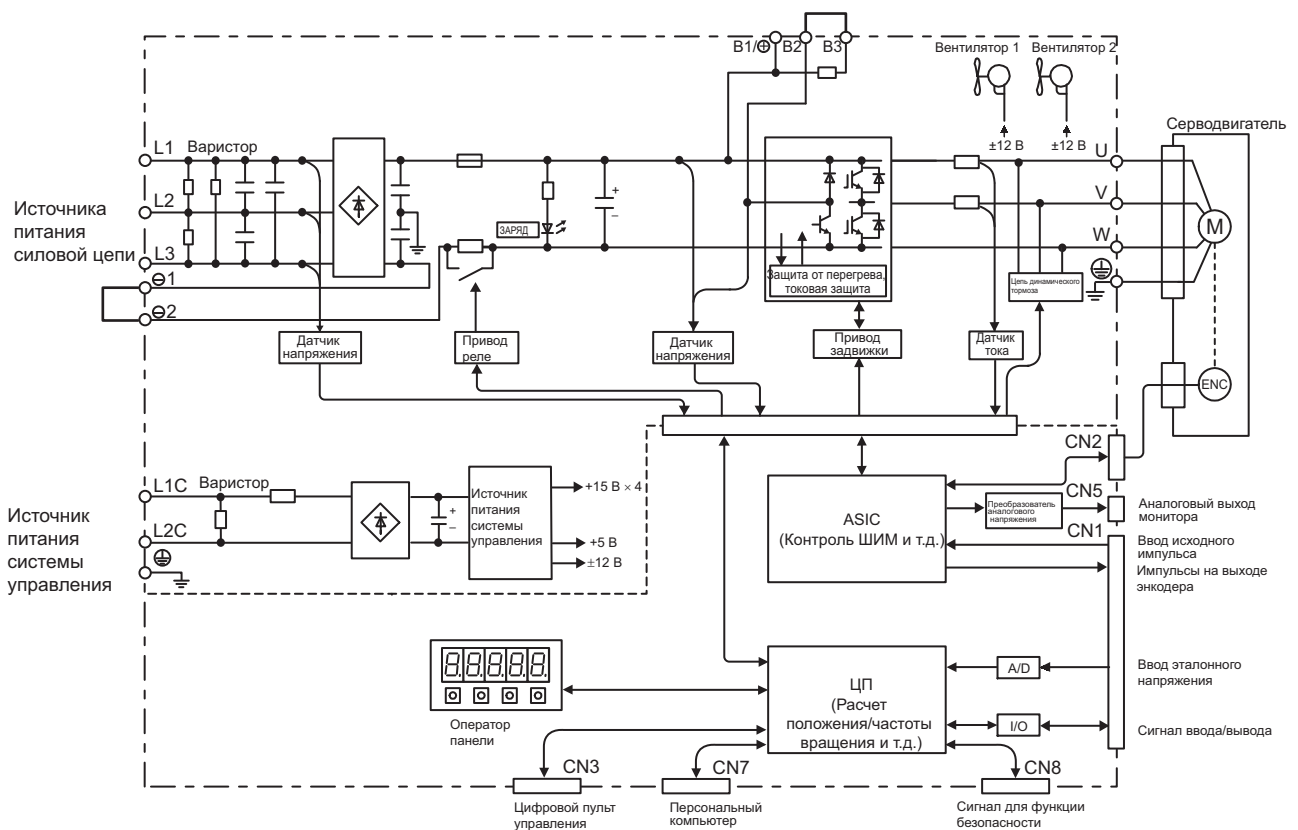 B1/⊕
B2
B3
Вентилятор 1
Вентилятор 2
±12 В
±12 В
Серводвигатель
L1
Варистор
L2
L3
⊖1
⊖2
Источника
питания
силовой цепи
ЗАРЯД
+
–
Защита от перегрева,
токовая защита
U
V
W
M
Цепь динамического
тормоза
Датчик
напряжения
Привод
реле
Датчик
напряжения
Привод
задвижки
Датчик
тока
ENC
L1C
Варистор
L2C
Источник
питания
системы
управления
+
–
Источник
питания
системы
управления
+15 В × 4
+5 В
±12 В
ASIC
(Контроль ШИМ и т.д.)
Преобразователь
аналогового
напряжения
CN2
CN5
Аналоговый выход
монитора
CN1
Ввод исходного
импульса
Импульсы на выходе
энкодера
8.8.8.8.8.
Оператор
панели
ЦП
(Расчет
положения/частоты
вращения и т.д.)
A/D
Ввод эталонного
напряжения
I/O
Сигнал ввода/вывода
CN3
Цифровой пульт
управления
CN7
Персональный
компьютер
CN8
Сигнал для функции
безопасности